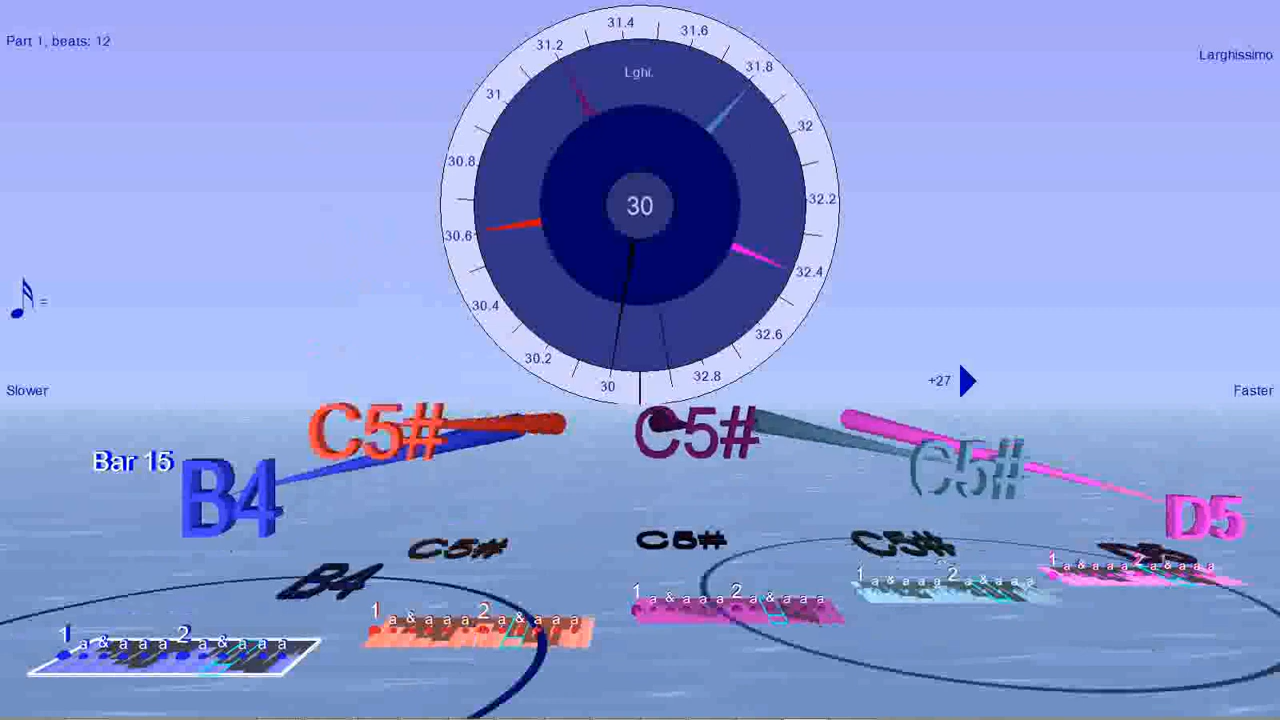 Part 1, beats: 12
Larghissimo
31.4
31.2
31.6
31.8
31
32
30.8
32.2
30.6
32.4
30.4
32.6
30.2
32.8
30
Lghi.
30
=
Slower
+27
Faster
Bar 15
C5#
C5#
C5#
B4
D5
C5#
C5#
C5#
B4
1 a & a a a 2 a & a a a
1 a & a a a 2 a & a a a
1 a & a a a 2 a & a a a
1 a & a a a 2 a & a a a
1 a & a a a 2 a & a a a